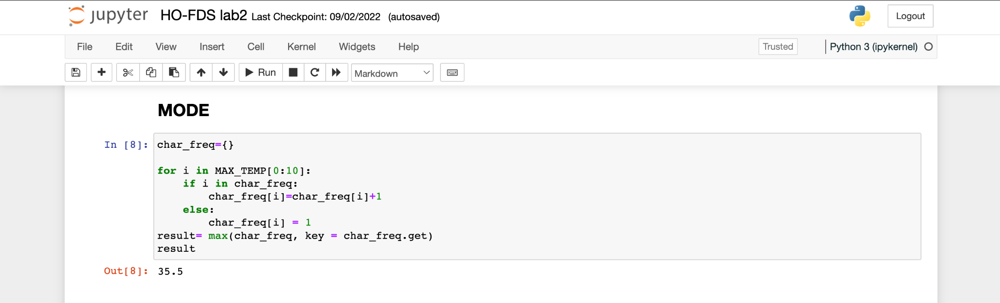 jupyter HO-FDS lab2 Last Checkpoint: 09/02/2022 (autosaved) Logout
File Edit View Insert Cell Kernel Widgets Help Trusted Python 3 (ipykernel)
Run Markdown
MODE
In [8]: char_freq={}
for i in MAX_TEMP[0:10]:
    if i in char_freq:
        char_freq[i]=char_freq[i]+1
    else:
        char_freq[i] = 1
result= max(char_freq, key = char_freq.get)
result
Out[8]: 35.5